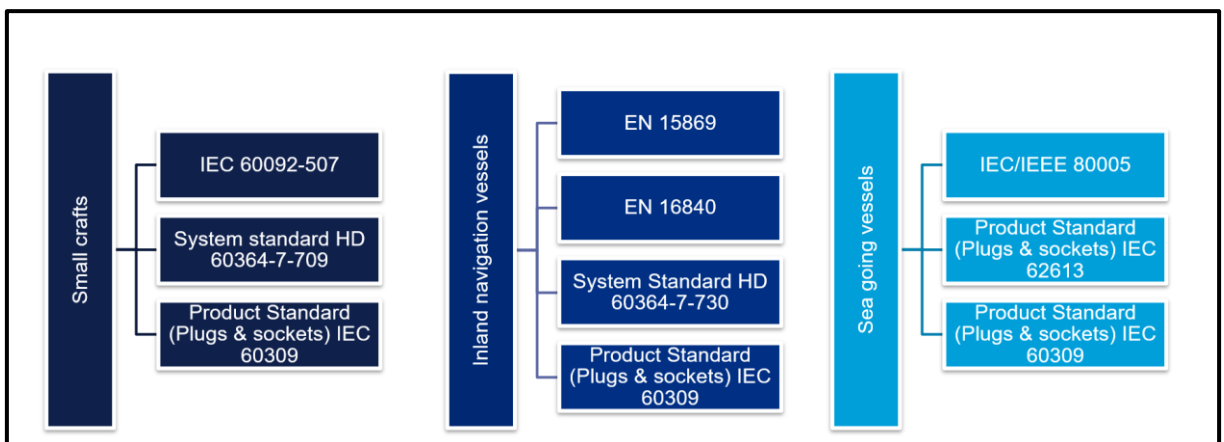 Small crafts
IEC 60092-507
System standard HD
60364-7-709
Product Standard
(Plugs & sockets) IEC
60309
Inland navigation vessels
EN 15869
EN 16840
System Standard HD
60364-7-730
Product Standard
(Plugs & sockets) IEC
60309
Sea going vessels
IEC/IEEE 80005
Product Standard
(Plugs & sockets) IEC
62613
Product Standard
(Plugs & sockets) IEC
60309